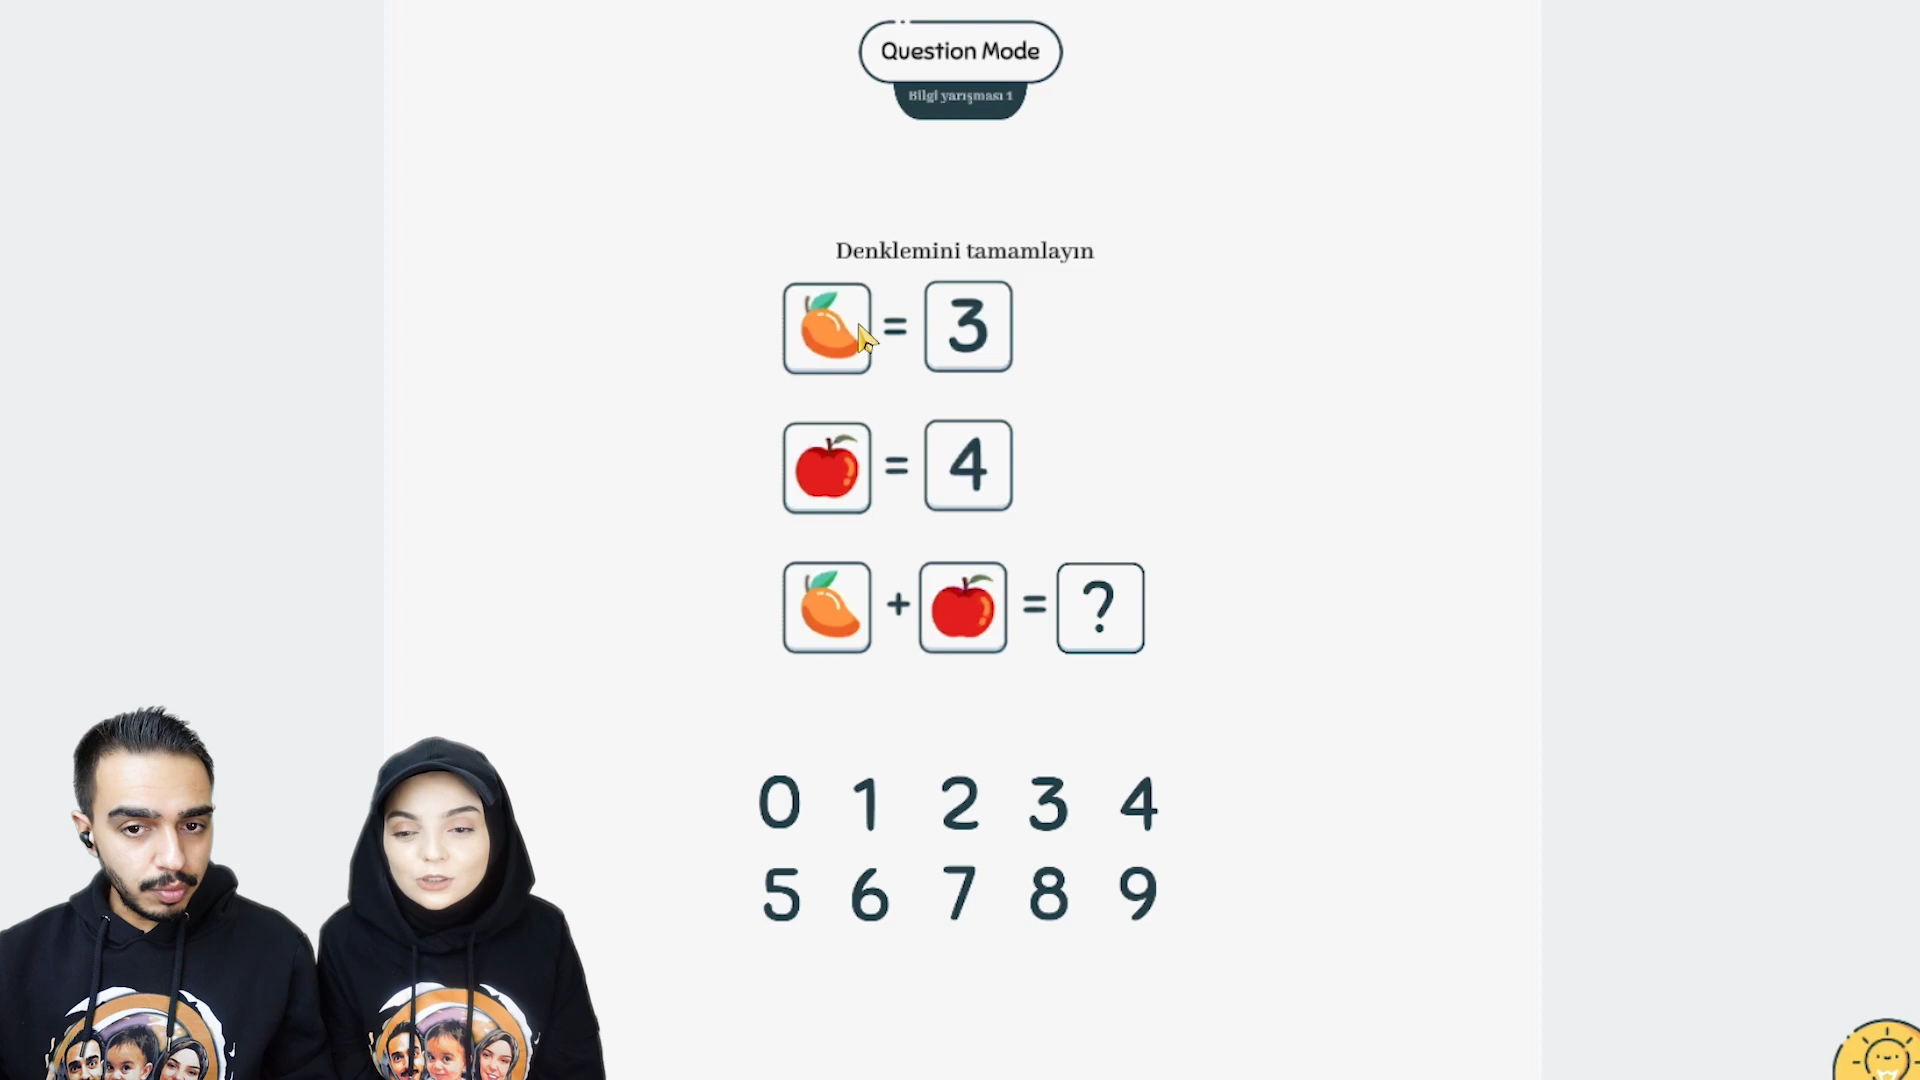 Question Mode
Bilgi yarışması 1
Denklemini tamamlayın
= 3
= 4
+ = ?
0 1 2 3 4
5 6 7 8 9